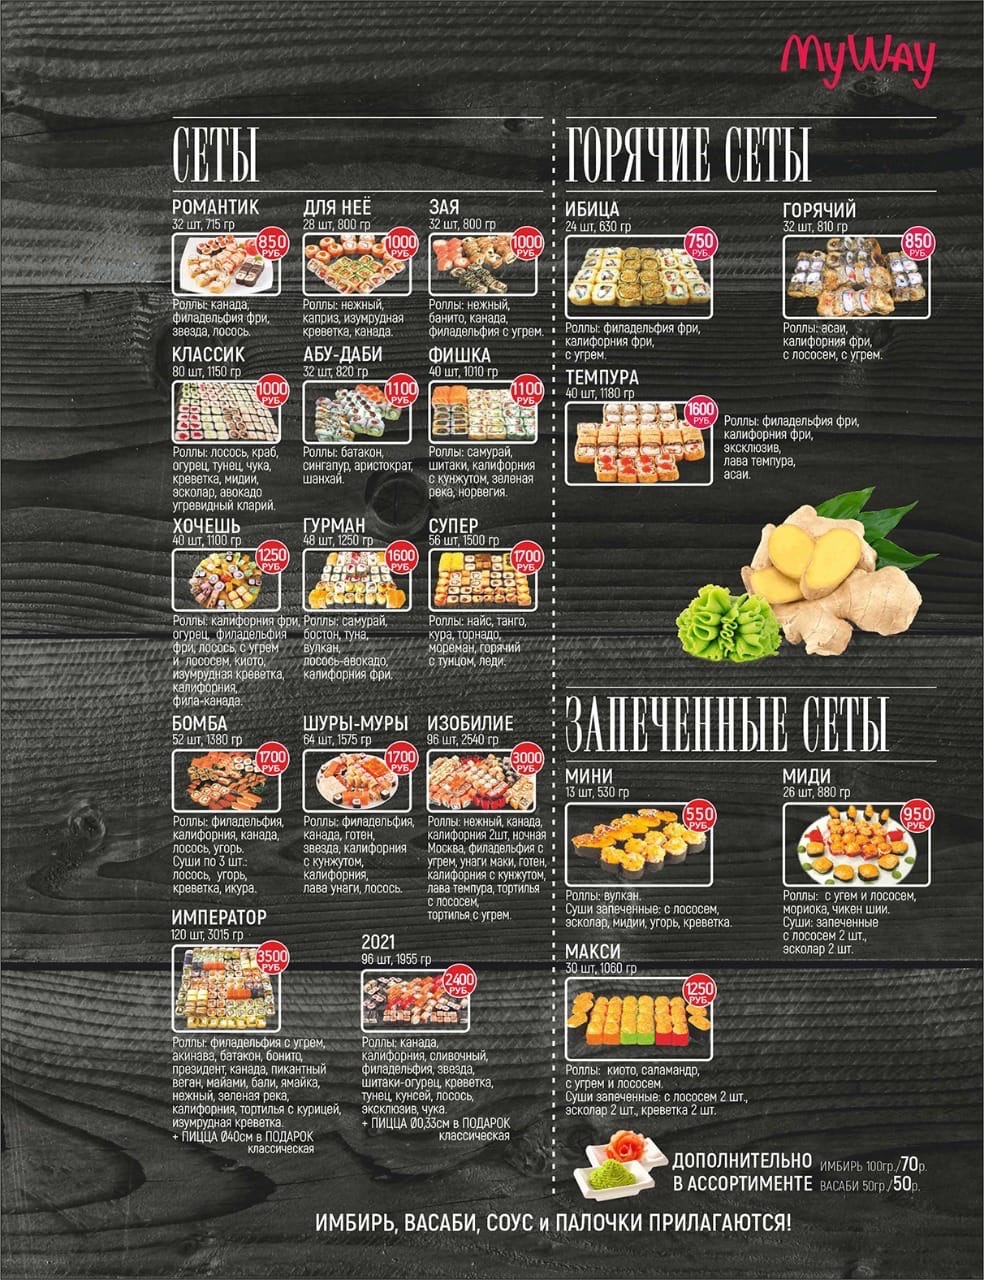 MyWAy
СЕТЫ
РОМАНТИК
32 шт, 715 гр
850
РУБ.
Роллы: канада,
филадельфия фри,
звезда, лосось.
ДЛЯ НЕЁ
28 шт, 800 гр
1000
РУБ.
Роллы: нежный,
каприз, изумрудная
креветка, канада.
ЗАЯ
32 шт, 800 гр
1000
РУБ.
Роллы: нежный,
банито, канада,
филадельфия с угрем.
КЛАССИК
80 шт, 1150 гр
1000
РУБ.
Роллы: лосось, краб,
огурец, тунец, чука,
креветка, мидии,
эсколар, авокадо
угревидный кларий.
АБУ-ДАБИ
32 шт, 820 гр
1100
РУБ.
Роллы: батакон,
сингапур, аристократ,
шанхай.
ФИШКА
40 шт, 1010 гр
1100
РУБ.
Роллы: самурай,
шитаки, калифорния
с кунжутом, зеленая
река, норвегия.
ХОЧЕШЬ
40 шт, 1100 гр
1250
РУБ.
Роллы: калифорния фри,
огурец, филадельфия
фри, лосось, с угрем
и лососем, киото,
изумрудная креветка,
калифорния,
фила-канада.
ГУРМАН
48 шт, 1250 гр
1600
РУБ.
Роллы: самурай,
бостон, туна,
вулкан,
лосось-авокадо,
калифорния фри.
СУПЕР
56 шт, 1500 гр
1700
РУБ.
Роллы: найс, танго,
кура, торнадо,
мореман, горячий
с тунцом, леди.
БОМБА
52 шт, 1380 гр
1700
РУБ.
Роллы: филадельфия,
калифорния, канада,
лосось, угорь.
Суши по 3 шт.:
лосось, угорь,
креветка, икура.
ШУРЫ-МУРЫ
64 шт, 1575 гр
1700
РУБ.
Роллы: филадельфия,
канада, готен,
звезда, калифорния
с кунжутом,
калифорния,
лава унаги, лосось.
ИЗОБИЛИЕ
96 шт, 2540 гр
3000
РУБ.
Роллы: нежный, канада,
калифорния 2шт, ночная
Москва, филадельфия с
угрем, унаги маки, готен,
калифорния с кунжутом,
лава темпура, тортилья
с лососем,
тортилья с угрем.
ИМПЕРАТОР
120 шт, 3015 гр
3500
РУБ.
Роллы: филадельфия с угрем,
акинава, батакон, бонито,
президент, канада, пикантный
веган, майами, бали, ямайка,
нежный, зеленая река,
калифорния, тортилья с курицей,
изумрудная креветка.
+ ПИЦЦА Ø40см в ПОДАРОК
классическая
2021
96 шт, 1955 гр
2400
РУБ.
Роллы: канада,
калифорния, сливочный,
филадельфия, звезда,
шитаки-огурец, креветка,
тунец, кунсей, лосось,
эксклюзив, чука.
+ ПИЦЦА Ø0,33см в ПОДАРОК
классическая
ГОРЯЧИЕ СЕТЫ
ИБИЦА
24 шт, 630 гр
750
РУБ.
Роллы: филадельфия фри,
калифорния фри,
с угрем.
ГОРЯЧИЙ
32 шт, 810 гр
850
РУБ.
Роллы: асаи,
калифорния фри,
с лососем, с угрем.
ТЕМПУРА
40 шт, 1180 гр
1600
РУБ.
Роллы: филадельфия фри,
калифорния фри,
эксклюзив,
лава темпура,
асаи.
ЗАПЕЧЕННЫЕ СЕТЫ
МИНИ
13 шт, 530 гр
550
РУБ.
Роллы: вулкан.
Суши запеченные: с лососем,
эсколар, мидии, угорь, креветка.
МИДИ
26 шт, 880 гр
950
РУБ.
Роллы: с угем и лососем,
мориока, чикен шии.
Суши: запеченные
с лососем 2 шт.,
эсколар 2 шт.
МАКСИ
30 шт, 1060 гр
1250
РУБ.
Роллы: киото, саламандр,
с угрем и лососем.
Суши запеченные: с лососем 2 шт.,
эсколар 2 шт., креветка 2 шт.
ДОПОЛНИТЕЛЬНО
В АССОРТИМЕНТЕ
ИМБИРЬ 100гр./70р.
ВАСАБИ 50гр./50р.
ИМБИРЬ, ВАСАБИ, СОУС и ПАЛОЧКИ ПРИЛАГАЮТСЯ!